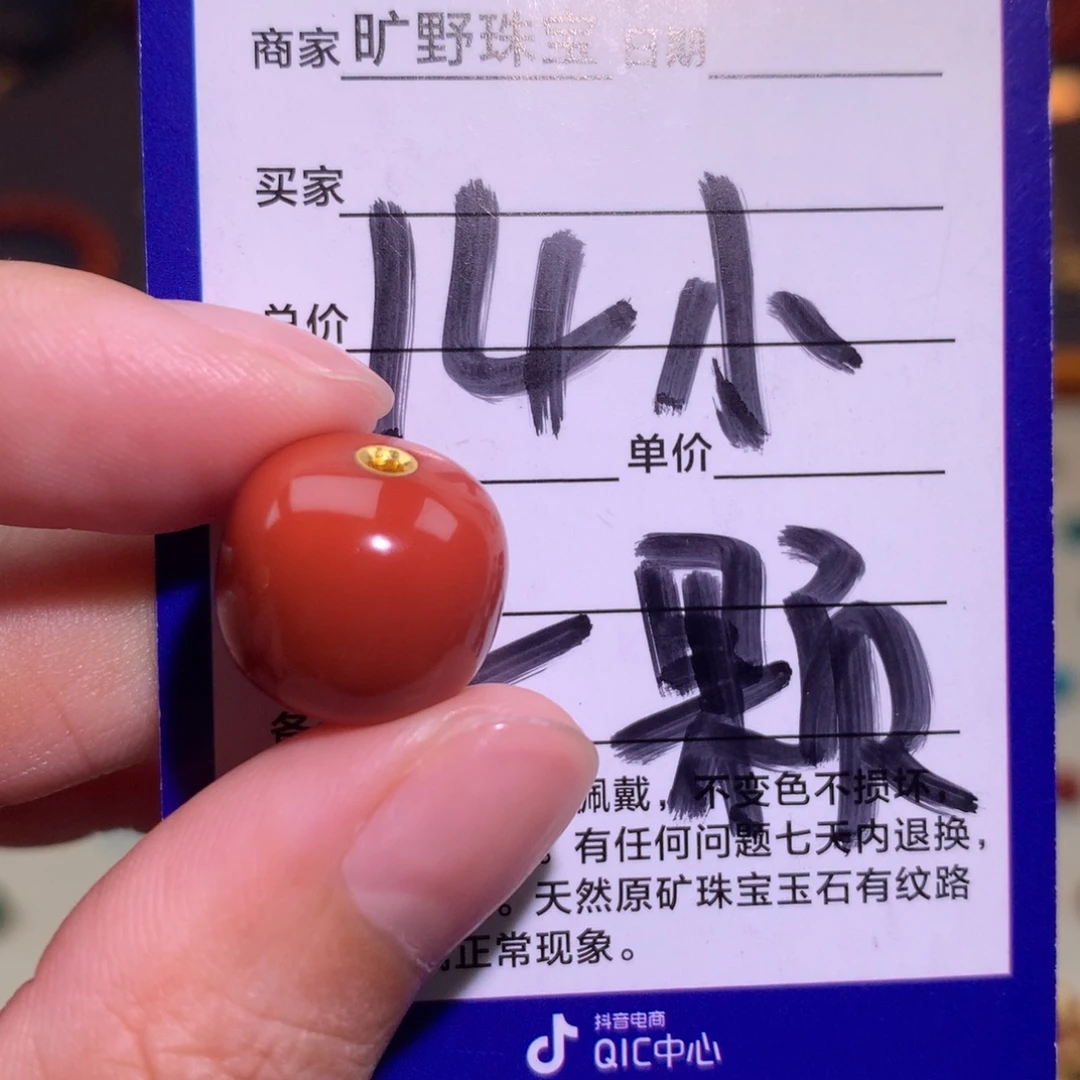 商家 旷野珠宝 日期
买家
14小
单价
单价
一颗
佩戴，不变色不损坏，
。有任何问题七天内退换，
。天然原矿珠宝玉石有纹路
正常现象。
抖音电商
QIC中心